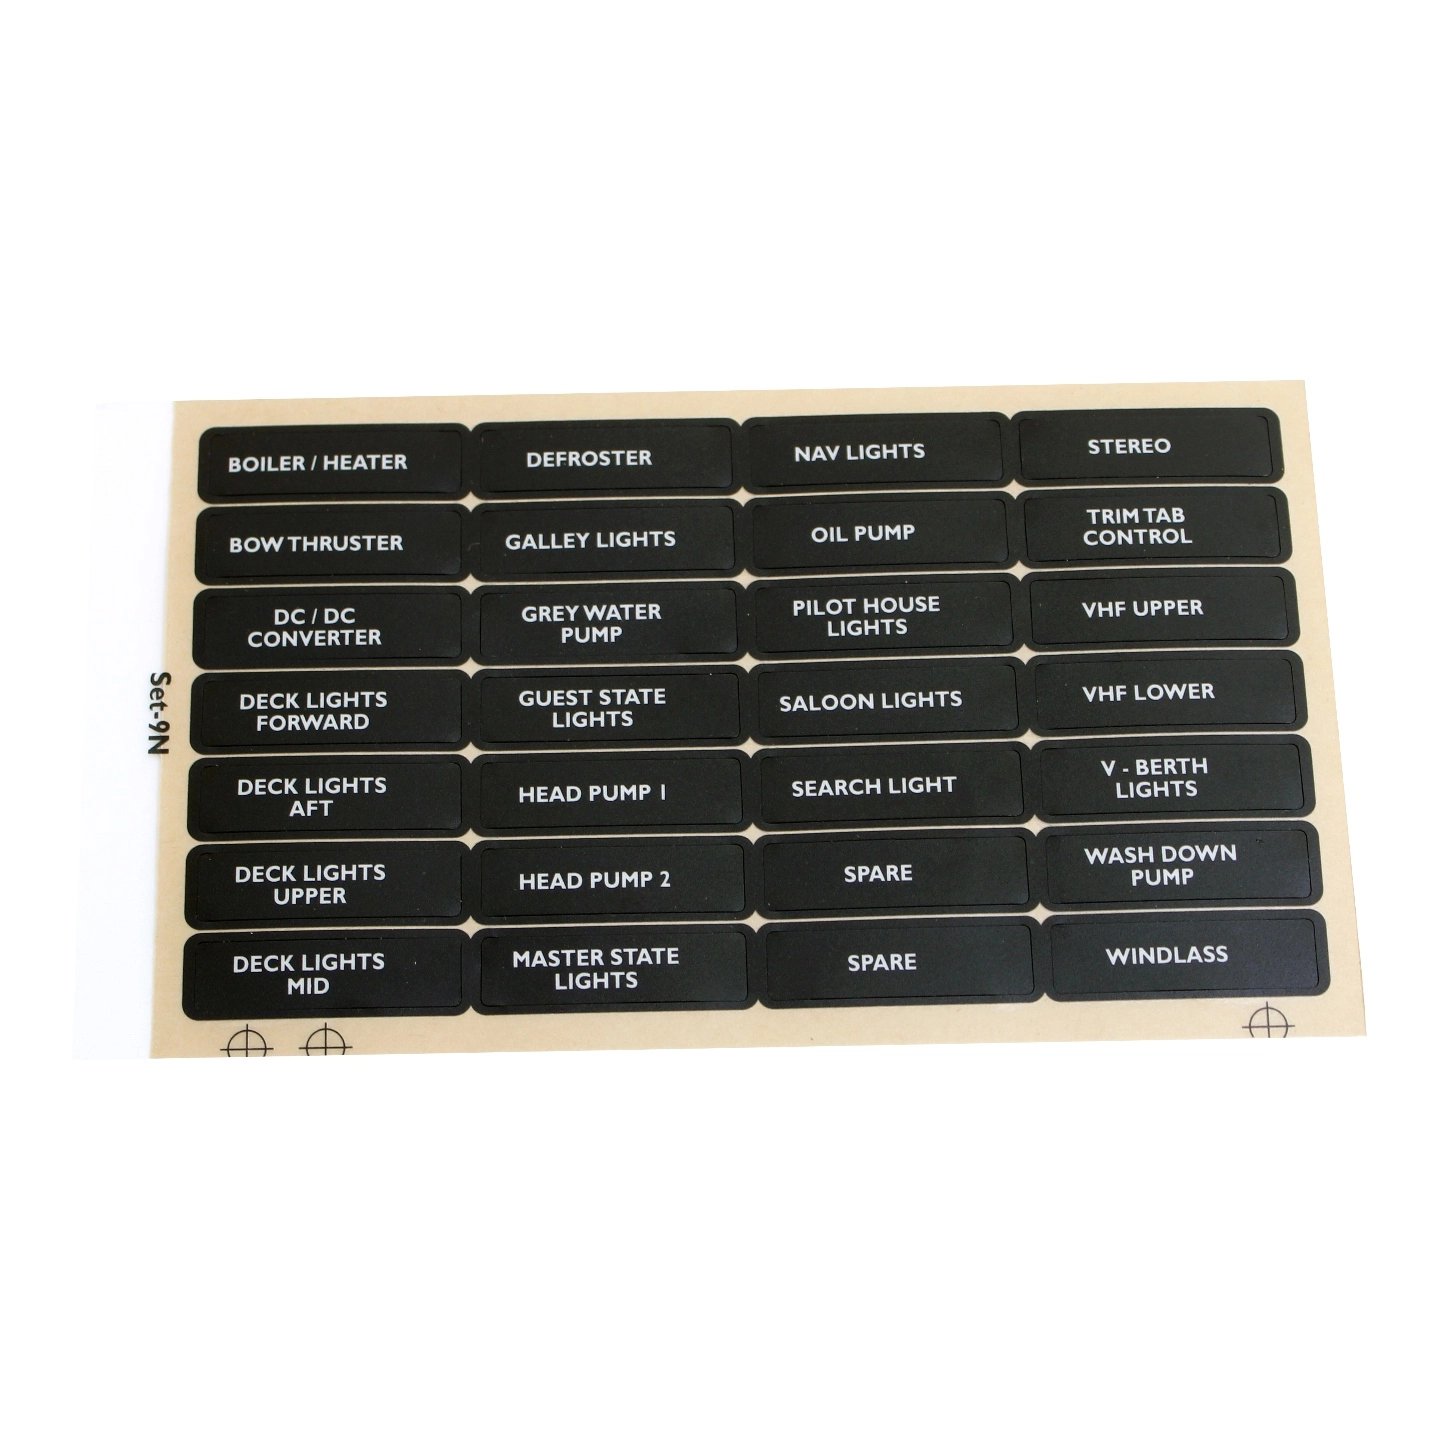 BOILER / HEATER
DEFROSTER
NAV LIGHTS
STEREO
BOW THRUSTER
GALLEY LIGHTS
OIL PUMP
TRIM TAB
CONTROL
DC / DC
CONVERTER
GREY WATER
PUMP
PILOT HOUSE
LIGHTS
VHF UPPER
DECK LIGHTS
FORWARD
GUEST STATE
LIGHTS
SALOON LIGHTS
VHF LOWER
DECK LIGHTS
AFT
HEAD PUMP 1
SEARCH LIGHT
V - BERTH
LIGHTS
DECK LIGHTS
UPPER
HEAD PUMP 2
SPARE
WASH DOWN
PUMP
DECK LIGHTS
MID
MASTER STATE
LIGHTS
SPARE
WINDLASS
Set-9N